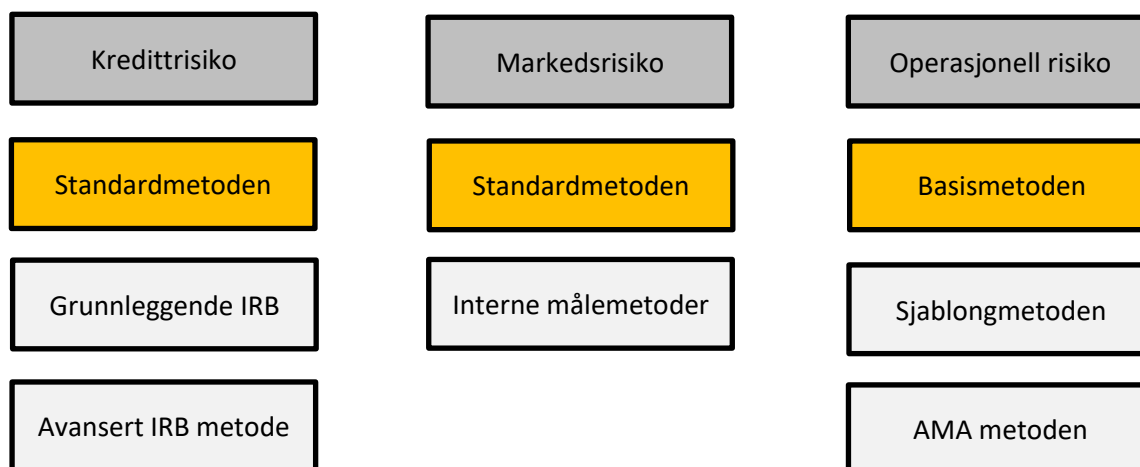 Kredittrisiko
Markedsrisiko
Operasjonell risiko
Standardmetoden
Standardmetoden
Basismetoden
Grunnleggende IRB
Interne målemetoder
Sjablongmetoden
Avansert IRB metode
AMA metoden